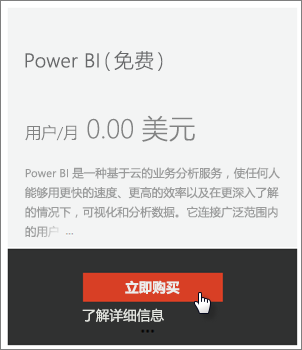 Power BI (免费)
用户/月 0.00 美元
Power BI 是一种基于云的业务分析服务，使任何人
能够用更快的速度、更高的效率以及在更深入了解
的情况下，可视化和分析数据。它连接广泛范围内
的用户 ...
立即购买
了解详细信息
...